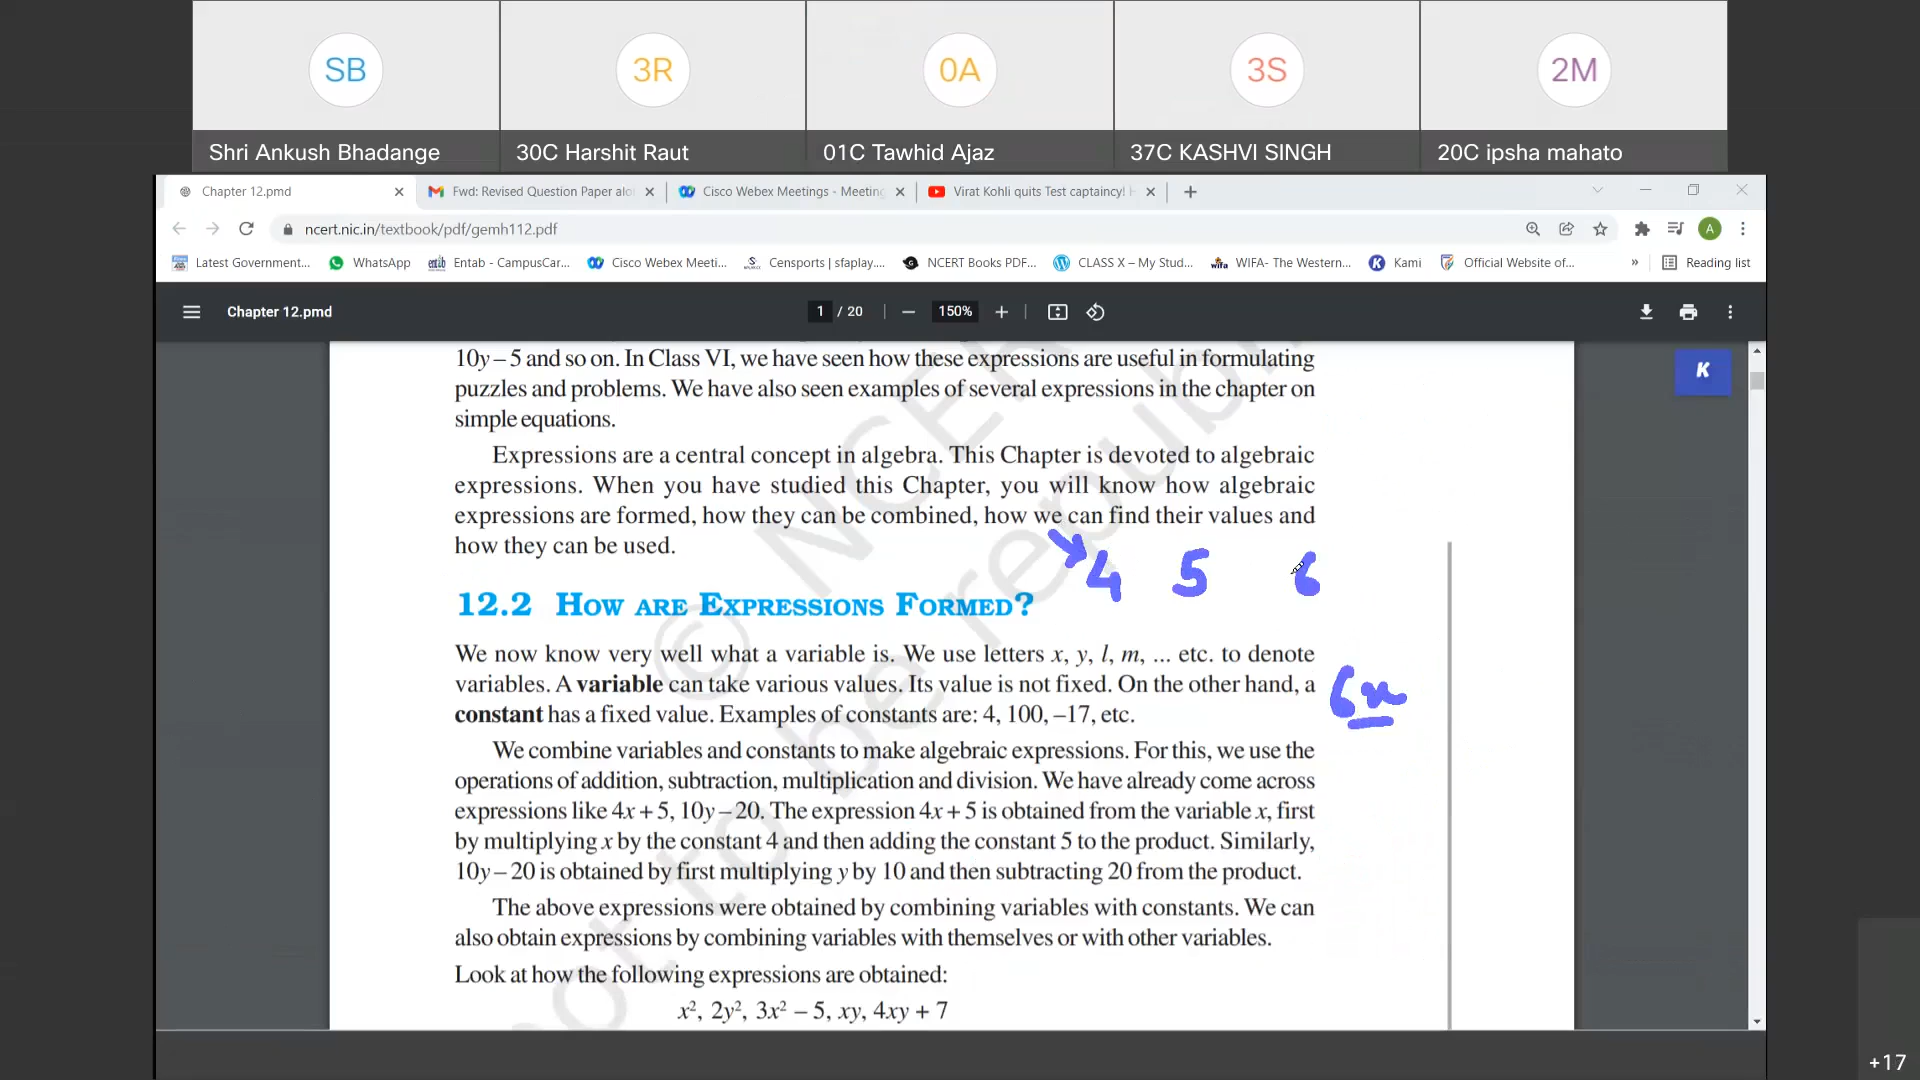 SB
3R
0A
3S
2M
Shri Ankush Bhadange
30C Harshit Raut
01C Tawhid Ajaz
37C KASHVI SINGH
20C ipsha mahato
Chapter 12.pmd
Fwd: Revised Question Paper alo
Cisco Webex Meetings - Meeting
Virat Kohli quits Test captaincy!
ncert.nic.in/textbook/pdf/gemh112.pdf
A
Latest Government...
WhatsApp
Entab - CampusCar...
Cisco Webex Meeti...
Censports | sfaplay....
NCERT Books PDF...
CLASS X – My Stud...
WIFA- The Western...
Kami
Official Website of...
»
Reading list
Chapter 12.pmd
1 / 20
150%
K
10y – 5 and so on. In Class VI, we have seen how these expressions are useful in formulating
puzzles and problems. We have also seen examples of several expressions in the chapter on
simple equations.
Expressions are a central concept in algebra. This Chapter is devoted to algebraic
expressions. When you have studied this Chapter, you will know how algebraic
expressions are formed, how they can be combined, how we can find their values and
how they can be used.
4 5 6
12.2 HOW ARE EXPRESSIONS FORMED?
We now know very well what a variable is. We use letters x, y, l, m, ... etc. to denote
variables. A variable can take various values. Its value is not fixed. On the other hand, a
6x
constant has a fixed value. Examples of constants are: 4, 100, –17, etc.
We combine variables and constants to make algebraic expressions. For this, we use the
operations of addition, subtraction, multiplication and division. We have already come across
expressions like 4x + 5, 10y – 20. The expression 4x + 5 is obtained from the variable x, first
by multiplying x by the constant 4 and then adding the constant 5 to the product. Similarly,
10y – 20 is obtained by first multiplying y by 10 and then subtracting 20 from the product.
The above expressions were obtained by combining variables with constants. We can
also obtain expressions by combining variables with themselves or with other variables.
Look at how the following expressions are obtained:
x², 2y², 3x² – 5, xy, 4xy + 7
© NCER
not to be republi
+17